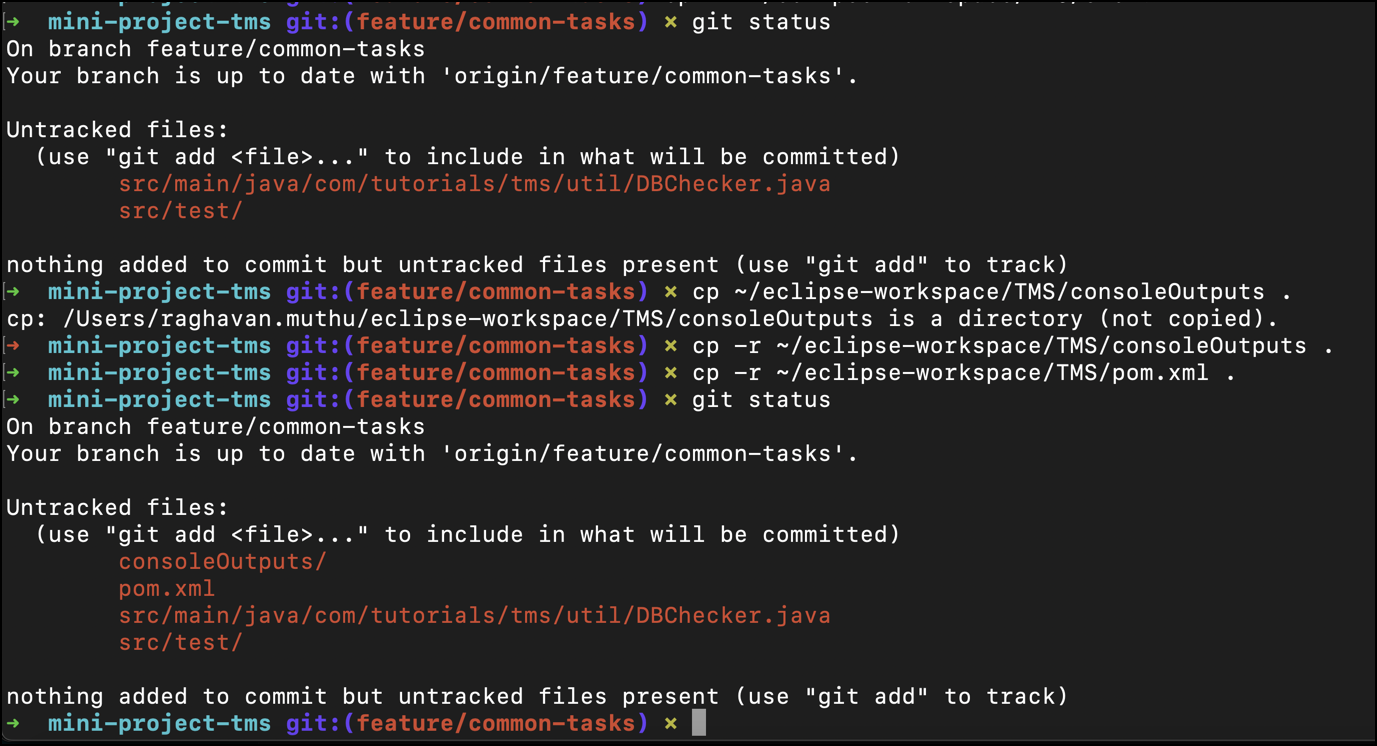 ➜  mini-project-tms git:(feature/common-tasks) ✗ git status
On branch feature/common-tasks
Your branch is up to date with 'origin/feature/common-tasks'.
Untracked files:
  (use "git add <file>..." to include in what will be committed)
        src/main/java/com/tutorials/tms/util/DBChecker.java
        src/test/
nothing added to commit but untracked files present (use "git add" to track)
➜  mini-project-tms git:(feature/common-tasks) ✗ cp ~/eclipse-workspace/TMS/consoleOutputs .
cp: /Users/raghavan.muthu/eclipse-workspace/TMS/consoleOutputs is a directory (not copied).
➜  mini-project-tms git:(feature/common-tasks) ✗ cp -r ~/eclipse-workspace/TMS/consoleOutputs .
➜  mini-project-tms git:(feature/common-tasks) ✗ cp -r ~/eclipse-workspace/TMS/pom.xml .
➜  mini-project-tms git:(feature/common-tasks) ✗ git status
On branch feature/common-tasks
Your branch is up to date with 'origin/feature/common-tasks'.
Untracked files:
  (use "git add <file>..." to include in what will be committed)
        consoleOutputs/
        pom.xml
        src/main/java/com/tutorials/tms/util/DBChecker.java
        src/test/
nothing added to commit but untracked files present (use "git add" to track)
➜  mini-project-tms git:(feature/common-tasks) ✗